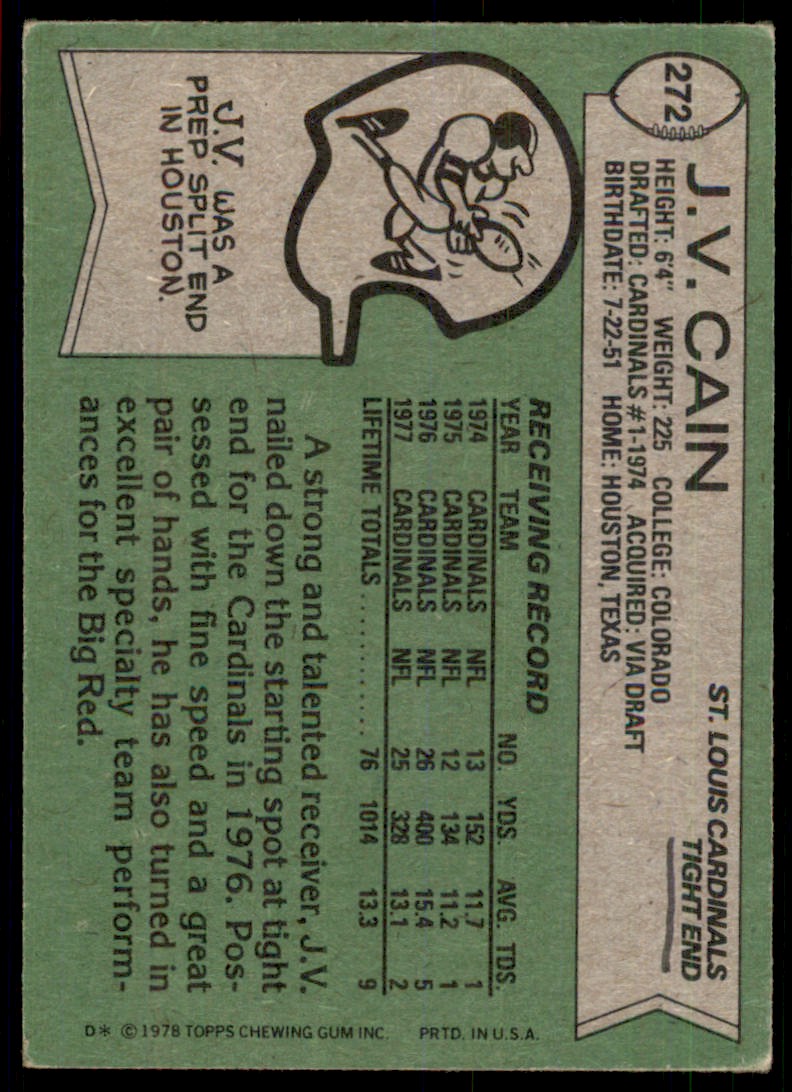 272
J.V. CAIN
ST. LOUIS CARDINALS
TIGHT END
HEIGHT: 6'4" WEIGHT: 225 COLLEGE: COLORADO
DRAFTED: CARDINALS #1-1974 ACQUIRED: VIA DRAFT
BIRTHDATE: 7-22-51 HOME: HOUSTON, TEXAS
J.V. WAS A
PREP SPLIT END
IN HOUSTON.
RECEIVING RECORD
YEAR TEAM NO. YDS. AVG. TDS.
1974 CARDINALS NFL 13 152 11.7 1
1975 CARDINALS NFL 12 134 11.2 1
1976 CARDINALS NFL 26 400 15.4 5
1977 CARDINALS NFL 25 328 13.1 2
LIFETIME TOTALS ............ 76 1014 13.3 9
A strong and talented receiver, J.V.
nailed down the starting spot at tight
end for the Cardinals in 1976. Pos-
sessed with fine speed and a great
pair of hands, he has also turned in
excellent specialty team perform-
ances for the Big Red.
D* © 1978 TOPPS CHEWING GUM INC. PRTD. IN U.S.A.